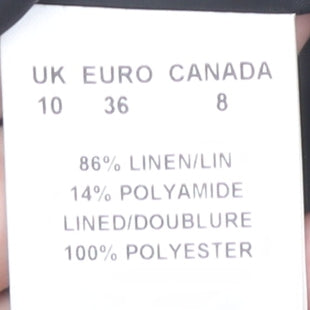 UK EURO CANADA
10 36 8
86% LINEN/LIN
14% POLYAMIDE
LINED/DOUBLURE
100% POLYESTER